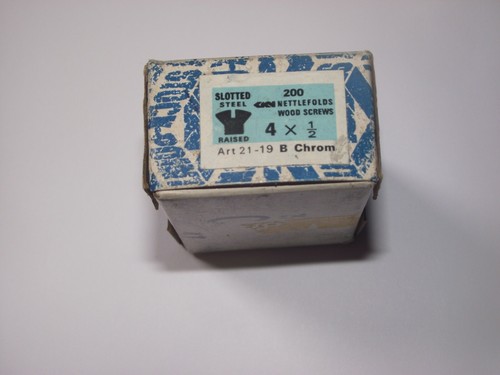 SLOTTED
STEEL
RAISED
200
GKN NETTLEFOLDS
WOOD SCREWS
4 × 1/2
Art 21-19 B Chrom